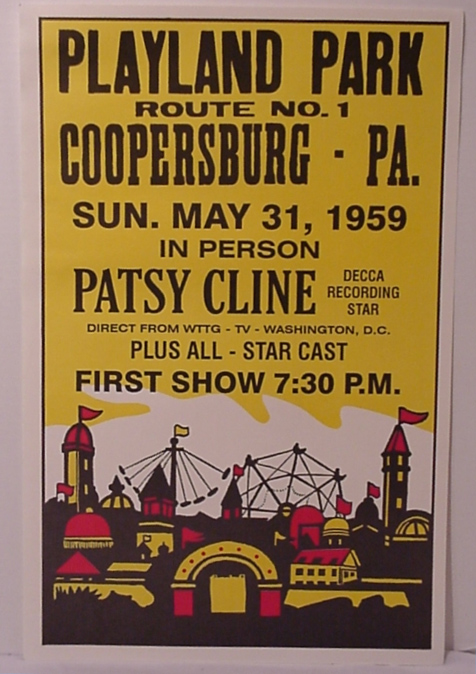 PLAYLAND PARK
ROUTE NO. 1
COOPERSBURG - PA.
SUN. MAY 31, 1959
IN PERSON
PATSY CLINE
DECCA
RECORDING
STAR
DIRECT FROM WTTG - TV - WASHINGTON, D.C.
PLUS ALL - STAR CAST
FIRST SHOW 7:30 P.M.